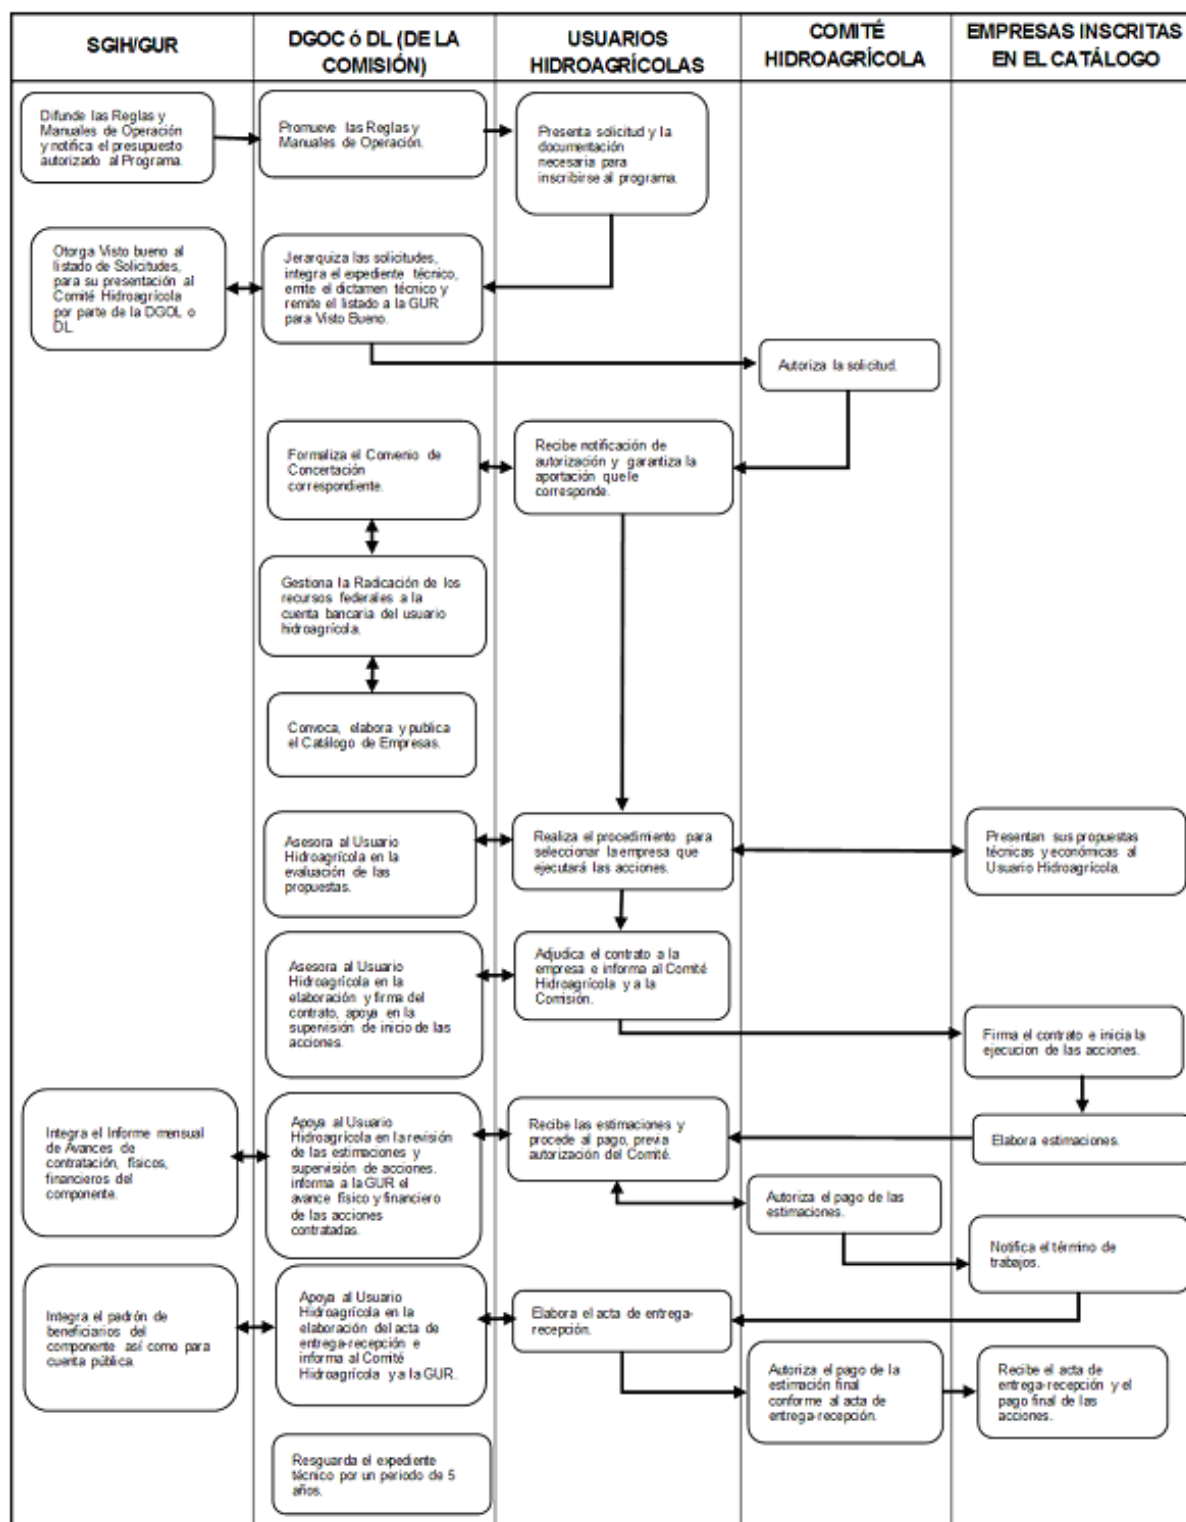 SGIH/GUR
DGOC ó DL (DE LA
COMISIÓN)
USUARIOS
HIDROAGRÍCOLAS
COMITÉ
HIDROAGRÍCOLA
EMPRESAS INSCRITAS
EN EL CATÁLOGO
Difunde las Reglas y
Manuales de Operación
y notifica el presupuesto
autorizado al Programa.
Promueve las Reglas y
Manuales de Operación.
Presenta solicitud y la
documentación
necesaria para
inscribirse al programa.
Otorga Visto bueno al
listado de Solicitudes,
para su presentación al
Comité Hidroagrícola
por parte de la DGOL o
DL.
Jerarquiza las solicitudes,
integra el expediente técnico,
emite el dictamen técnico y
remite el listado a la GUR
para Visto Bueno.
Autoriza la solicitud.
Formaliza el Convenio de
Concertación
correspondiente.
Recibe notificación de
autorización y garantiza la
aportación que le
corresponde.
Gestiona la Radicación de los
recursos federales a la
cuenta bancaria del usuario
hidroagrícola.
Convoca, elabora y publica
el Catálogo de Empresas.
Asesora al Usuario
Hidroagrícola en la
evaluación de las
propuestas.
Realiza el procedimiento para
seleccionar la empresa que
ejecutará las acciones.
Presentan sus propuestas
técnicas y económicas al
Usuario Hidroagrícola.
Asesora al Usuario
Hidroagrícola en la
elaboración y firma del
contrato, apoya en la
supervisión de inicio de las
acciones.
Adjudica el contrato a la
empresa e informa al Comité
Hidroagrícola y a la
Comisión.
Firma el contrato e inicia la
ejecucion de las acciones.
Integra el Informe mensual
de Avances de
contratación, físicos,
financieros del
componente.
Apoya al Usuario
Hidroagrícola en la revisión
de las estimaciones y
supervisión de acciones.
informa a la GUR el
avance físico y financiero
de las acciones
contratadas.
Recibe las estimaciones y
procede al pago, previa
autorización del Comité.
Elabora estimaciones.
Autoriza el pago de las
estimaciones.
Notifica el término de
trabajos.
Integra el padrón de
beneficiarios del
componente así como para
cuenta pública.
Apoya al Usuario
Hidroagrícola en la
elaboración del acta de
entrega-recepción e
informa al Comité
Hidroagrícola y a la GUR.
Elabora el acta de entrega-
recepción.
Autoriza el pago de la
estimación final
conforme al acta de
entrega-recepción.
Recibe el acta de
entrega-recepción y el
pago final de las
acciones.
Resguarda el expediente
técnico por un periodo de 5
años.